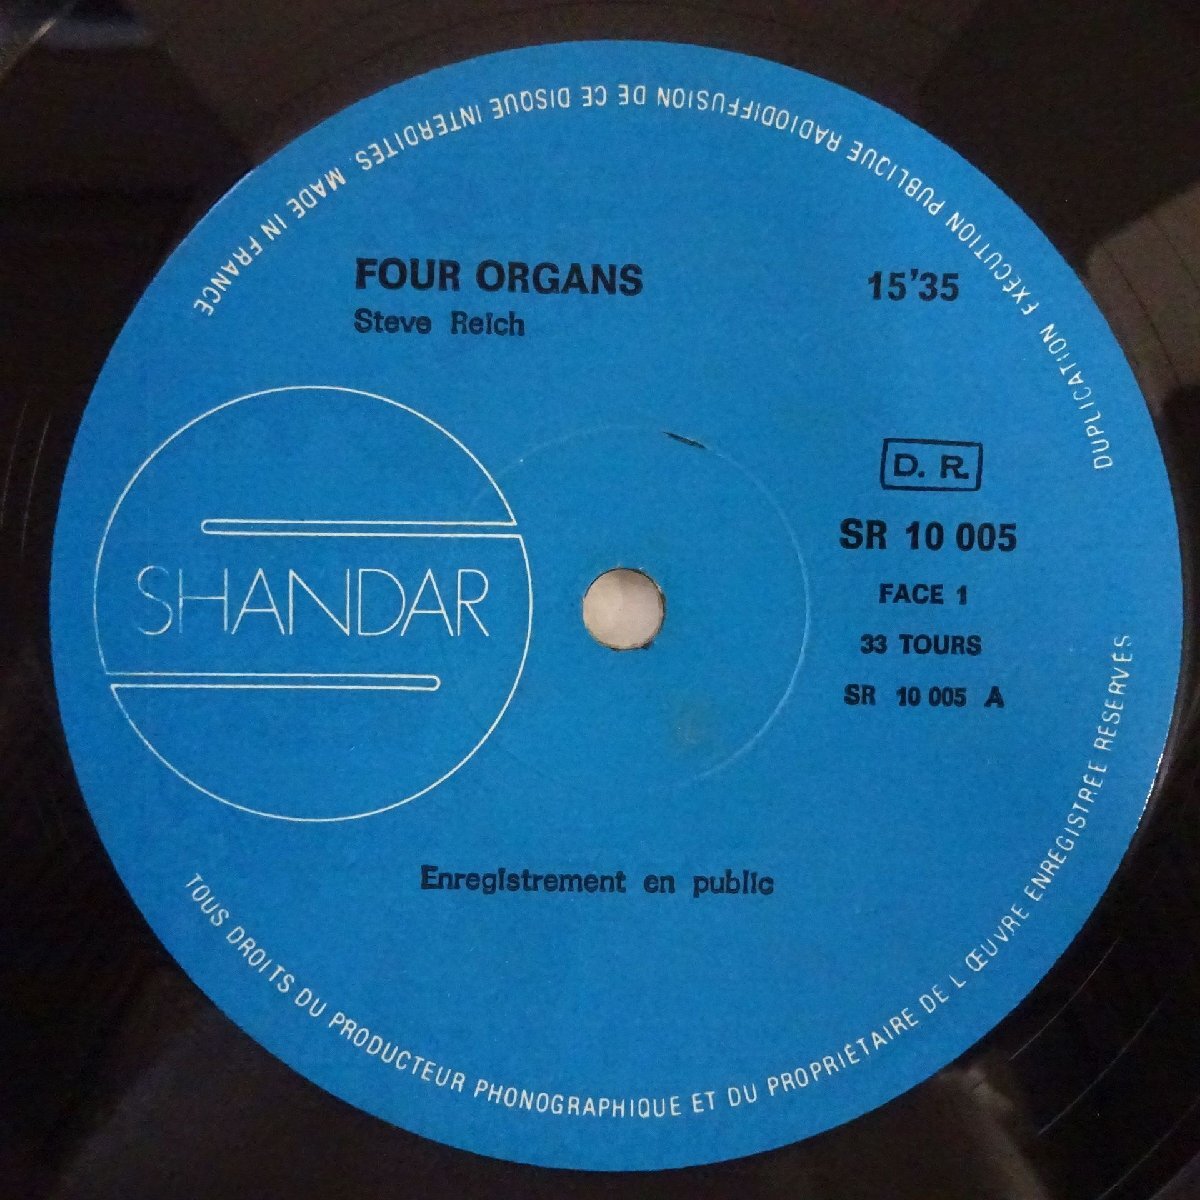 FOUR ORGANS
Steve Reich
15'35
D. R.
SR 10 005
FACE 1
33 TOURS
SR 10 005 A
SHANDAR
Enregistrement en public
TOUS DROITS DU PRODUCTEUR PHONOGRAPHIQUE ET DU PROPRIÉTAIRE DE L ŒUVRE ENREGISTRÉE RESERVÉS
DUPLICATION EXECUTION PUBLIQUE RADIODIFFUSION DE CE DISQUE INTERDITES. MADE IN FRANCE